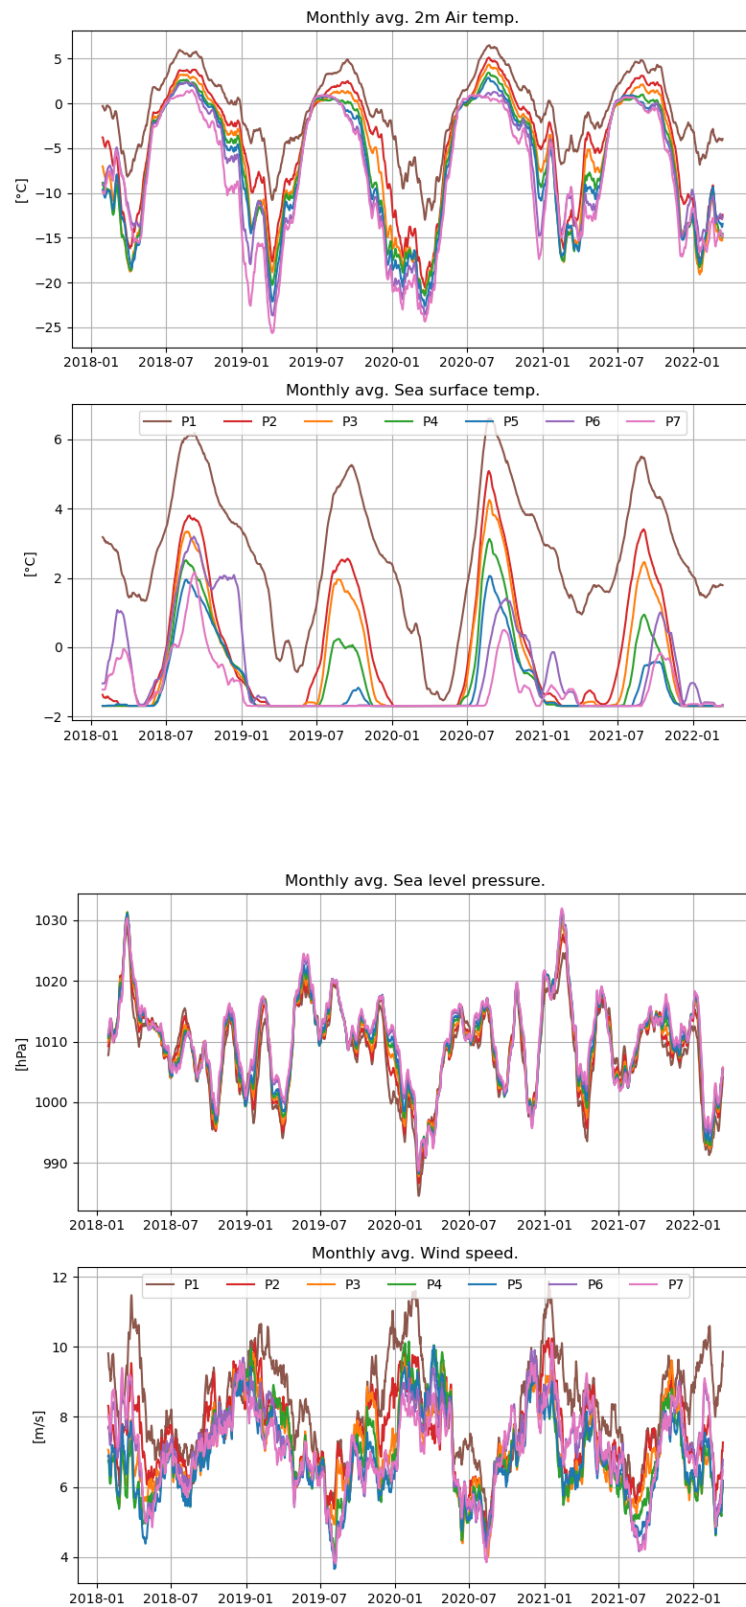 Monthly avg. 2m Air temp.
5
0
−5
−10
−15
−20
−25
[°C]
2018-01 2018-07 2019-01 2019-07 2020-01 2020-07 2021-01 2021-07 2022-01
Monthly avg. Sea surface temp.
P1 P2 P3 P4 P5 P6 P7
6
4
2
0
−2
[°C]
2018-01 2018-07 2019-01 2019-07 2020-01 2020-07 2021-01 2021-07 2022-01
Monthly avg. Sea level pressure.
1030
1020
1010
1000
990
[hPa]
2018-01 2018-07 2019-01 2019-07 2020-01 2020-07 2021-01 2021-07 2022-01
Monthly avg. Wind speed.
P1 P2 P3 P4 P5 P6 P7
12
10
8
6
4
[m/s]
2018-01 2018-07 2019-01 2019-07 2020-01 2020-07 2021-01 2021-07 2022-01